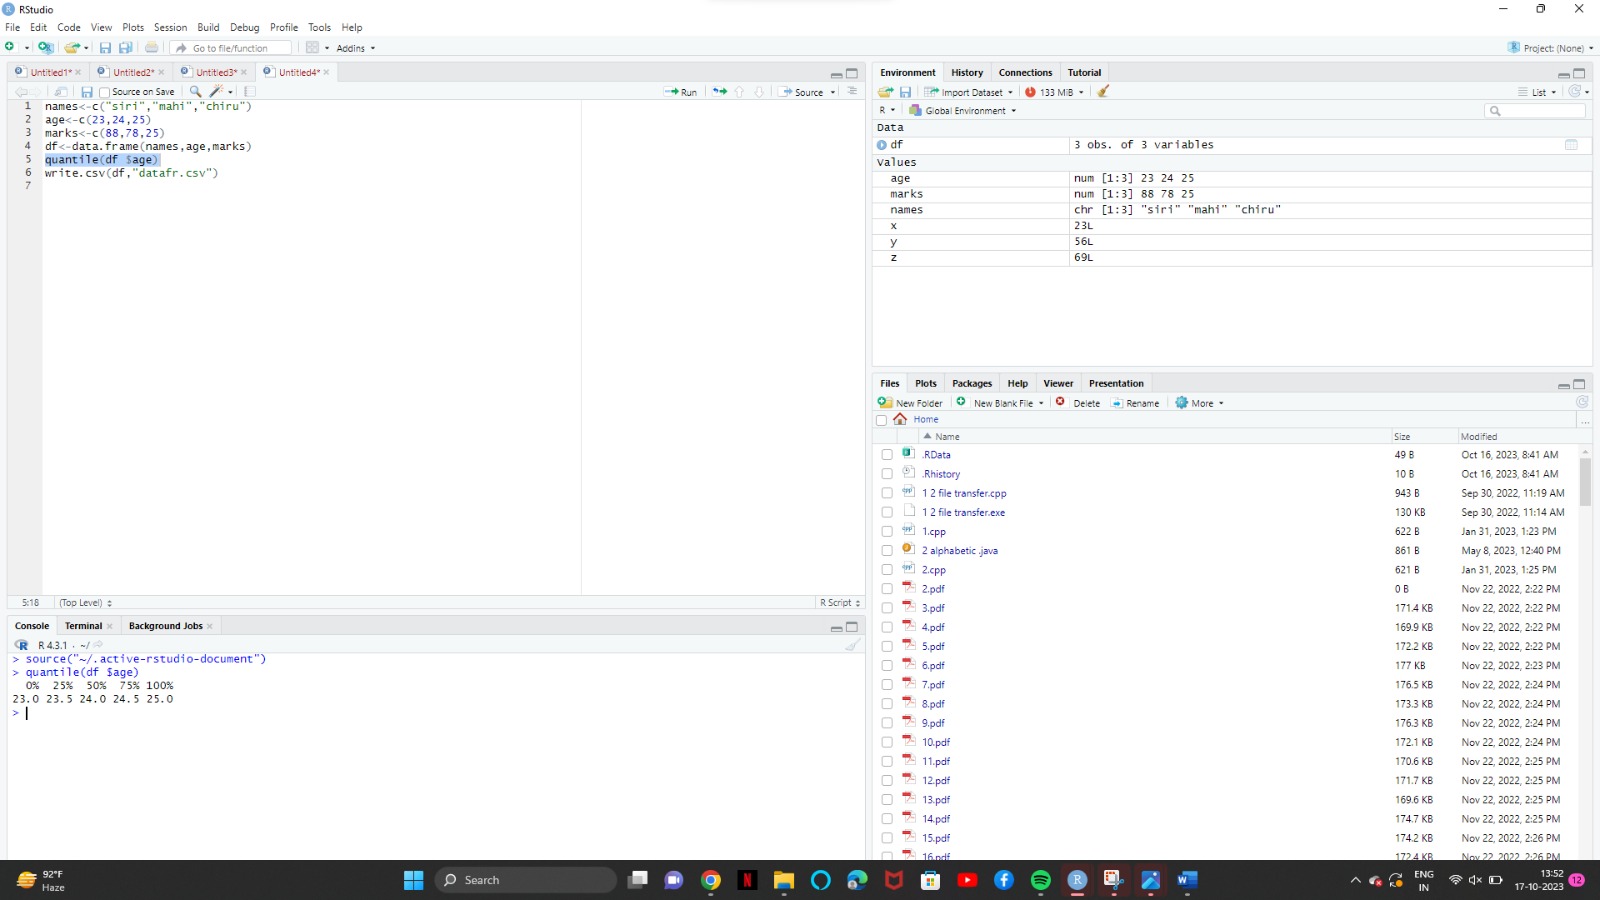 RStudio
File Edit Code View Plots Session Build Debug Profile Tools Help
Go to file/function Addins Project: (None)
Untitled1* Untitled2* Untitled3* Untitled4*
Source on Save Run Source
1 names<-c("siri","mahi","chiru")
2 age<-c(23,24,25)
3 marks<-c(88,78,25)
4 df<-data.frame(names,age,marks)
5 quantile(df $age)
6 write.csv(df,"datafr.csv")
7
5:18 (Top Level) R Script
Console Terminal Background Jobs
R 4.3.1 · ~/
> source("~/.active-rstudio-document")
> quantile(df $age)
0% 25% 50% 75% 100%
23.0 23.5 24.0 24.5 25.0
>
Environment History Connections Tutorial
Import Dataset 133 MiB List
R Global Environment
Data
df 3 obs. of 3 variables
Values
age num [1:3] 23 24 25
marks num [1:3] 88 78 25
names chr [1:3] "siri" "mahi" "chiru"
x 23L
y 56L
z 69L
Files Plots Packages Help Viewer Presentation
New Folder New Blank File Delete Rename More
Home ...
Name Size Modified
.RData 49 B Oct 16, 2023, 8:41 AM
.Rhistory 10 B Oct 16, 2023, 8:41 AM
1 2 file transfer.cpp 943 B Sep 30, 2022, 11:19 AM
1 2 file transfer.exe 130 KB Sep 30, 2022, 11:14 AM
1.cpp 622 B Jan 31, 2023, 1:23 PM
2 alphabetic .java 861 B May 8, 2023, 12:40 PM
2.cpp 621 B Jan 31, 2023, 1:25 PM
2.pdf 0 B Nov 22, 2022, 2:22 PM
3.pdf 171.4 KB Nov 22, 2022, 2:22 PM
4.pdf 169.9 KB Nov 22, 2022, 2:22 PM
5.pdf 172.2 KB Nov 22, 2022, 2:22 PM
6.pdf 177 KB Nov 22, 2022, 2:23 PM
7.pdf 176.5 KB Nov 22, 2022, 2:24 PM
8.pdf 173.3 KB Nov 22, 2022, 2:24 PM
9.pdf 176.3 KB Nov 22, 2022, 2:24 PM
10.pdf 172.1 KB Nov 22, 2022, 2:24 PM
11.pdf 170.6 KB Nov 22, 2022, 2:25 PM
12.pdf 171.7 KB Nov 22, 2022, 2:25 PM
13.pdf 169.6 KB Nov 22, 2022, 2:25 PM
14.pdf 174.7 KB Nov 22, 2022, 2:25 PM
15.pdf 174.2 KB Nov 22, 2022, 2:26 PM
16.pdf 172.4 KB Nov 22, 2022, 2:26 PM
92°F
Haze
Search
ENG
IN
13:52
17-10-2023
12